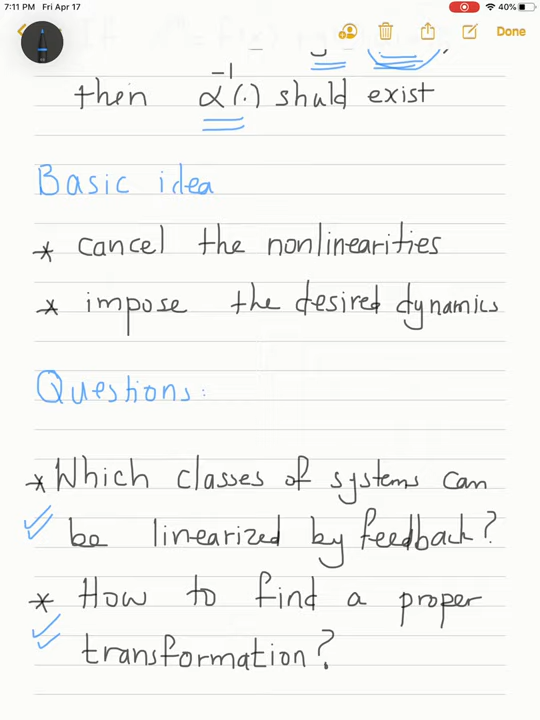 7:11 PM Fri Apr 17
40%
Done
then α⁻¹(.) should exist
Basic idea
* cancel the nonlinearities
* impose the desired dynamics
Questions:
* Which classes of systems can
be linearized by feedback?
* How to find a proper
transformation?